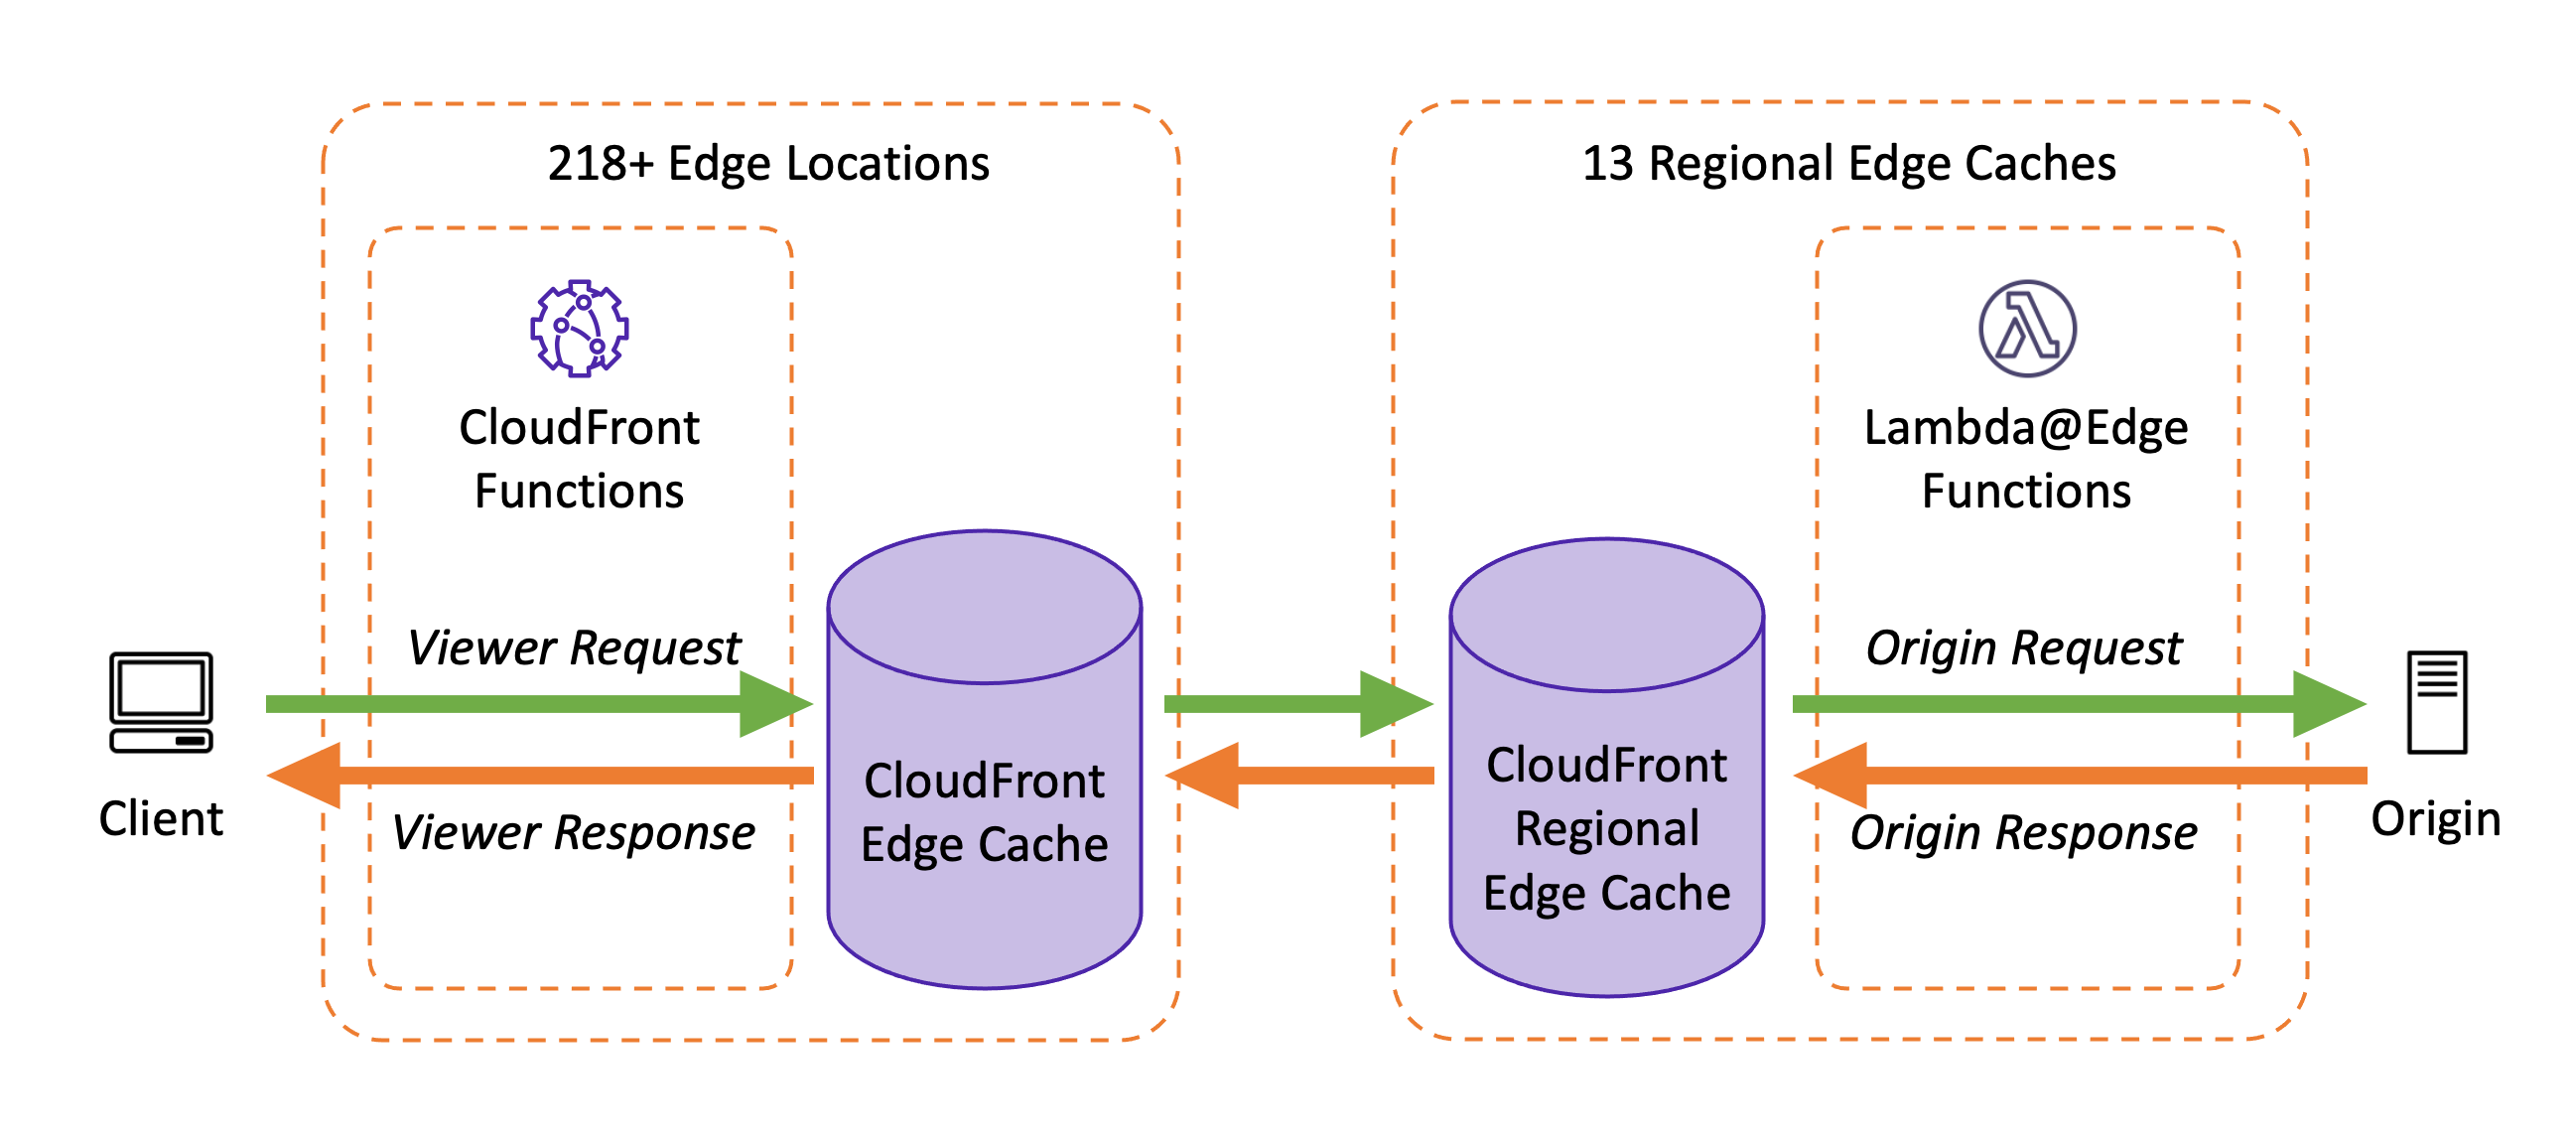 218+ Edge Locations
13 Regional Edge Caches
CloudFront
Functions
Lambda@Edge
Functions
Viewer Request
Origin Request
Client
Viewer Response
CloudFront
Edge Cache
CloudFront
Regional
Edge Cache
Origin Response
Origin